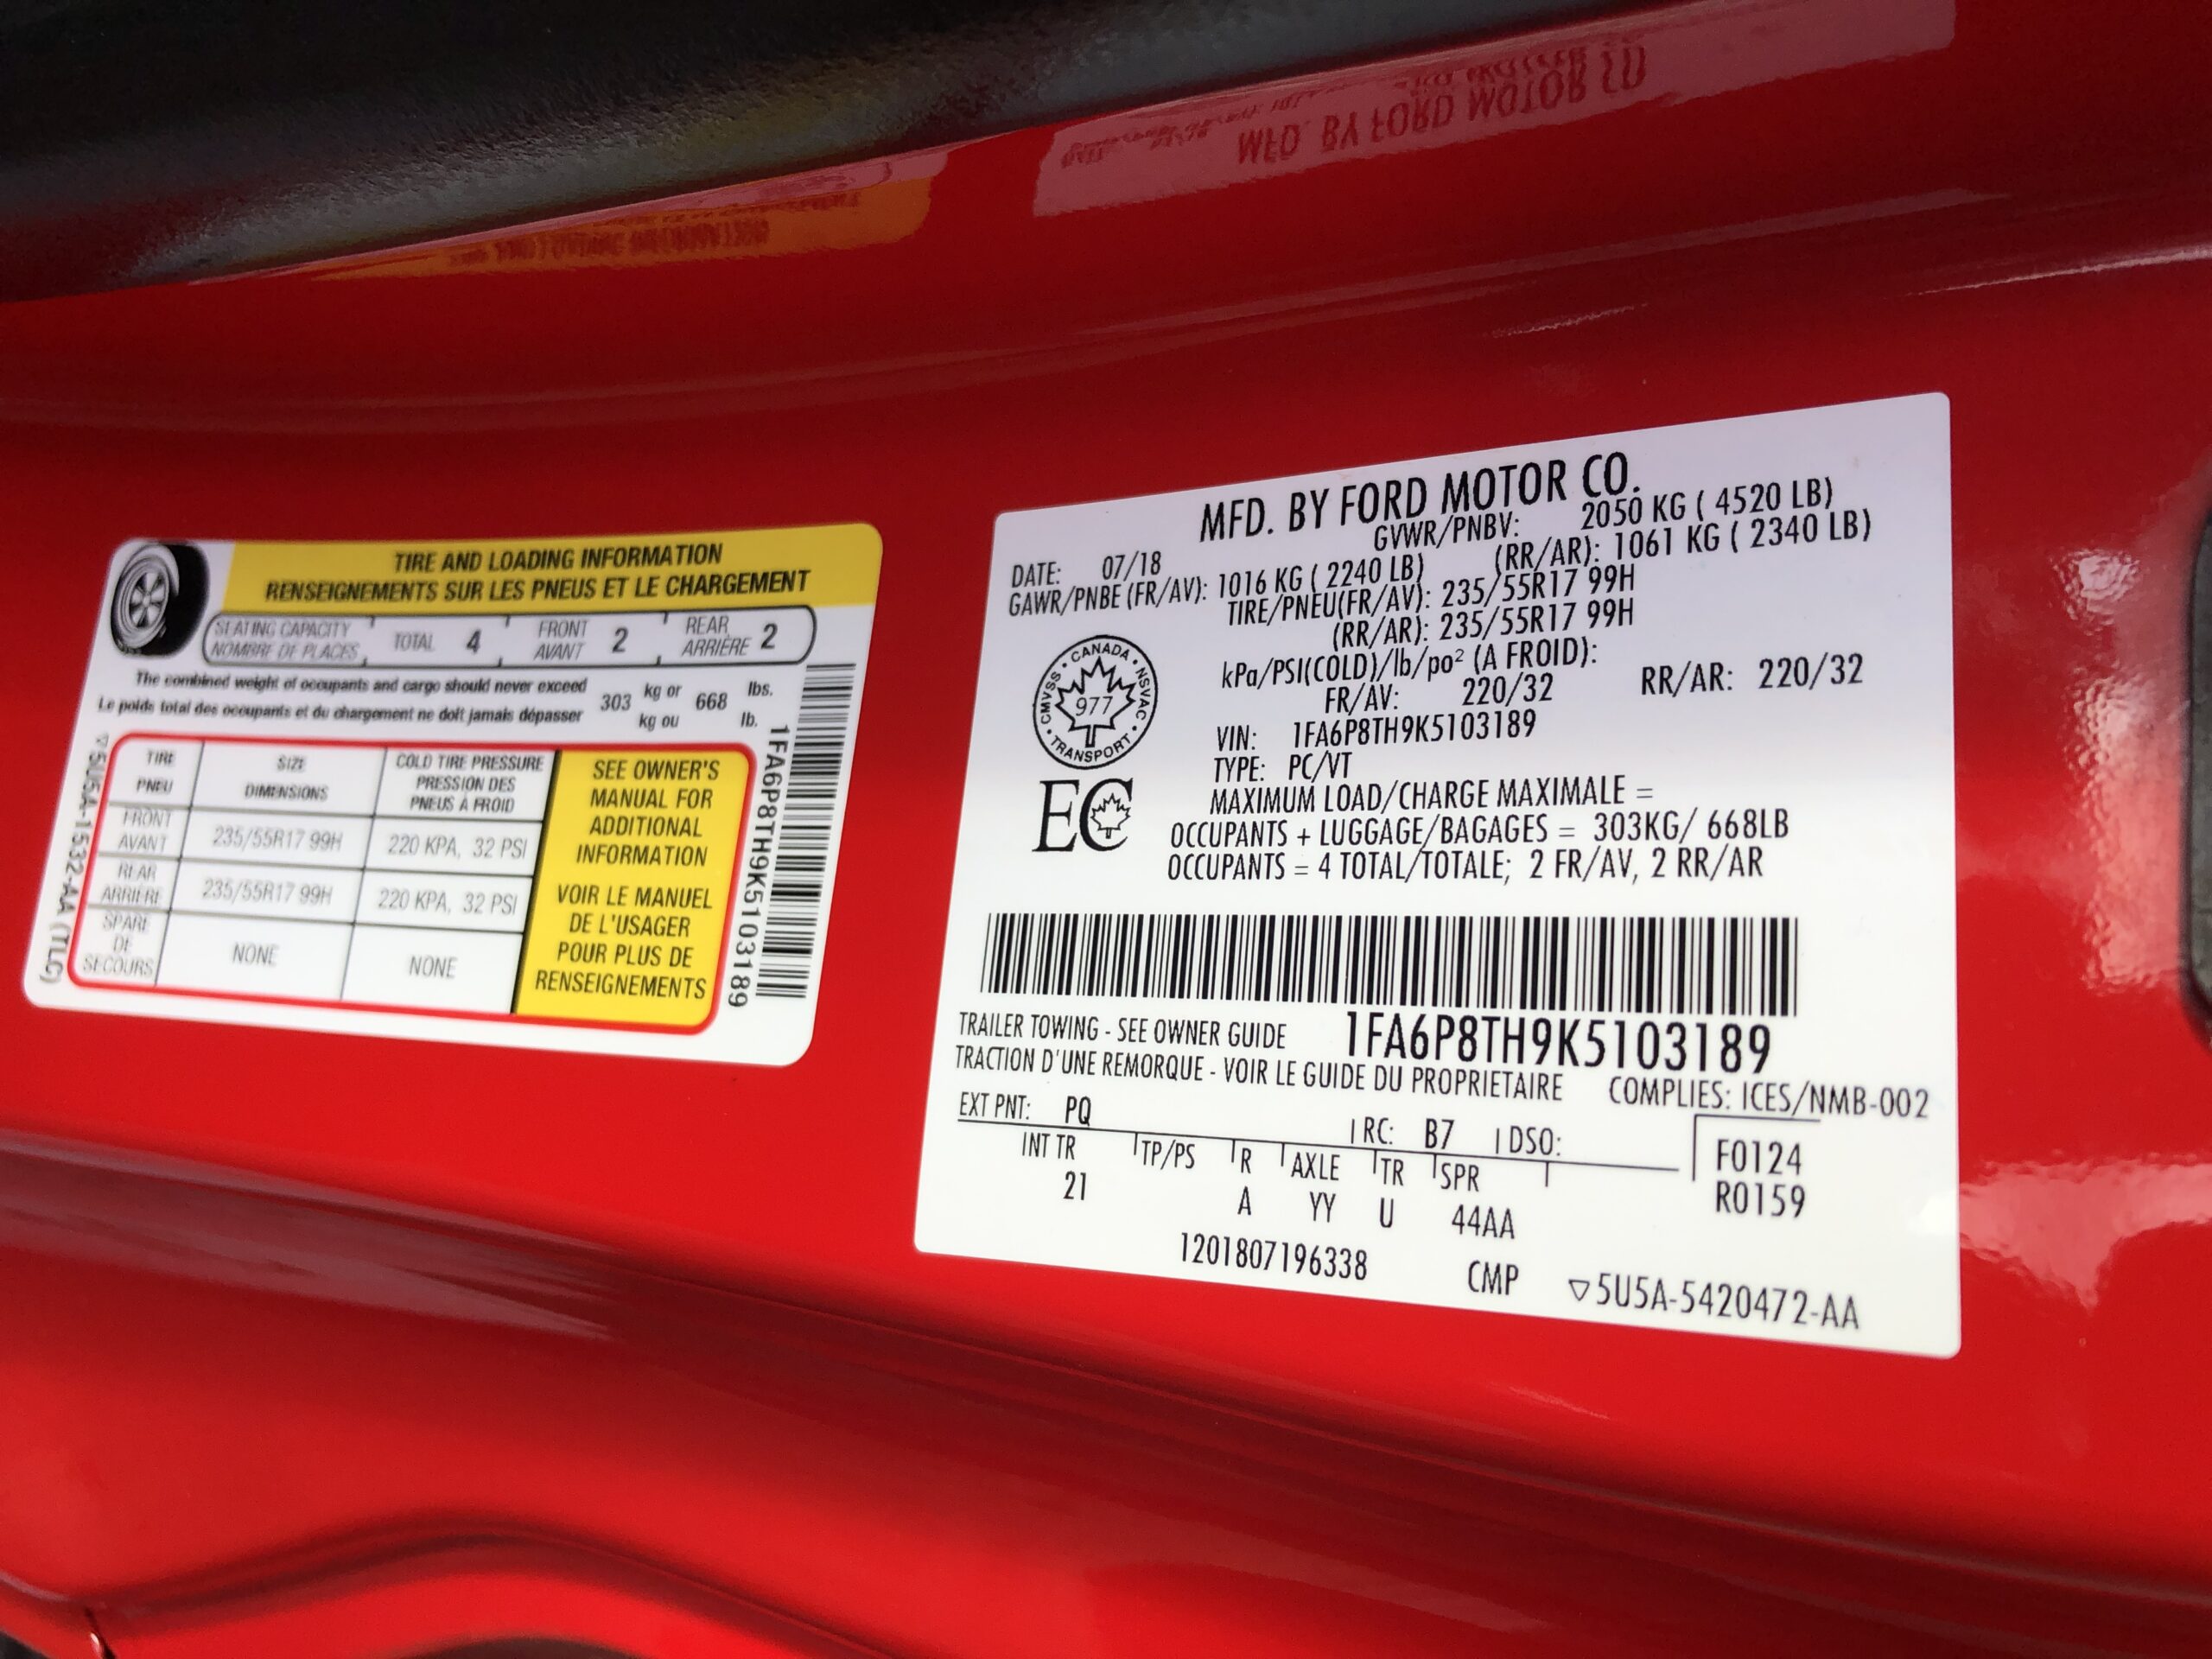 TIRE AND LOADING INFORMATION
RENSEIGNEMENTS SUR LES PNEUS ET LE CHARGEMENT
SEATING CAPACITY
NOMBRE DE PLACES
TOTAL 4
FRONT
AVANT 2
REAR
ARRIÈRE 2
The combined weight of occupants and cargo should never exceed 303 kg or 668 lbs.
Le poids total des occupants et du chargement ne doit jamais dépasser kg ou lb.
TIRE
PNEU
SIZE
DIMENSIONS
COLD TIRE PRESSURE
PRESSION DES
PNEUS À FROID
FRONT
AVANT
235/55R17 99H
220 KPA, 32 PSI
REAR
ARRIÈRE
235/55R17 99H
220 KPA, 32 PSI
SPARE
DE
SECOURS
NONE
NONE
SEE OWNER'S
MANUAL FOR
ADDITIONAL
INFORMATION
VOIR LE MANUEL
DE L'USAGER
POUR PLUS DE
RENSEIGNEMENTS
1FA6P8TH9K5103189
▽5U5A-1532-AA (TLC)
MFD. BY FORD MOTOR CO.
DATE: 07/18 GVWR/PNBV: 2050 KG ( 4520 LB)
GAWR/PNBE (FR/AV): 1016 KG ( 2240 LB) (RR/AR): 1061 KG ( 2340 LB)
TIRE/PNEU(FR/AV): 235/55R17 99H
(RR/AR): 235/55R17 99H
kPa/PSI(COLD)/lb/po² (A FROID):
FR/AV: 220/32 RR/AR: 220/32
VIN: 1FA6P8TH9K5103189
TYPE: PC/VT
MAXIMUM LOAD/CHARGE MAXIMALE =
OCCUPANTS + LUGGAGE/BAGAGES = 303KG/ 668LB
OCCUPANTS = 4 TOTAL/TOTALE; 2 FR/AV, 2 RR/AR
CANADA · NSVAC · TRANSPORT · CMVSS
977
EC
TRAILER TOWING - SEE OWNER GUIDE 1FA6P8TH9K5103189
TRACTION D'UNE REMORQUE - VOIR LE GUIDE DU PROPRIETAIRE COMPLIES: ICES/NMB-002
EXT PNT: PQ RC: B7 DSO: F0124
INT TR TP/PS R AXLE TR SPR R0159
21 A YY U 44AA
1201807196338 CMP ▽5U5A-5420472-AA
MFD. BY FORD MOTOR CO